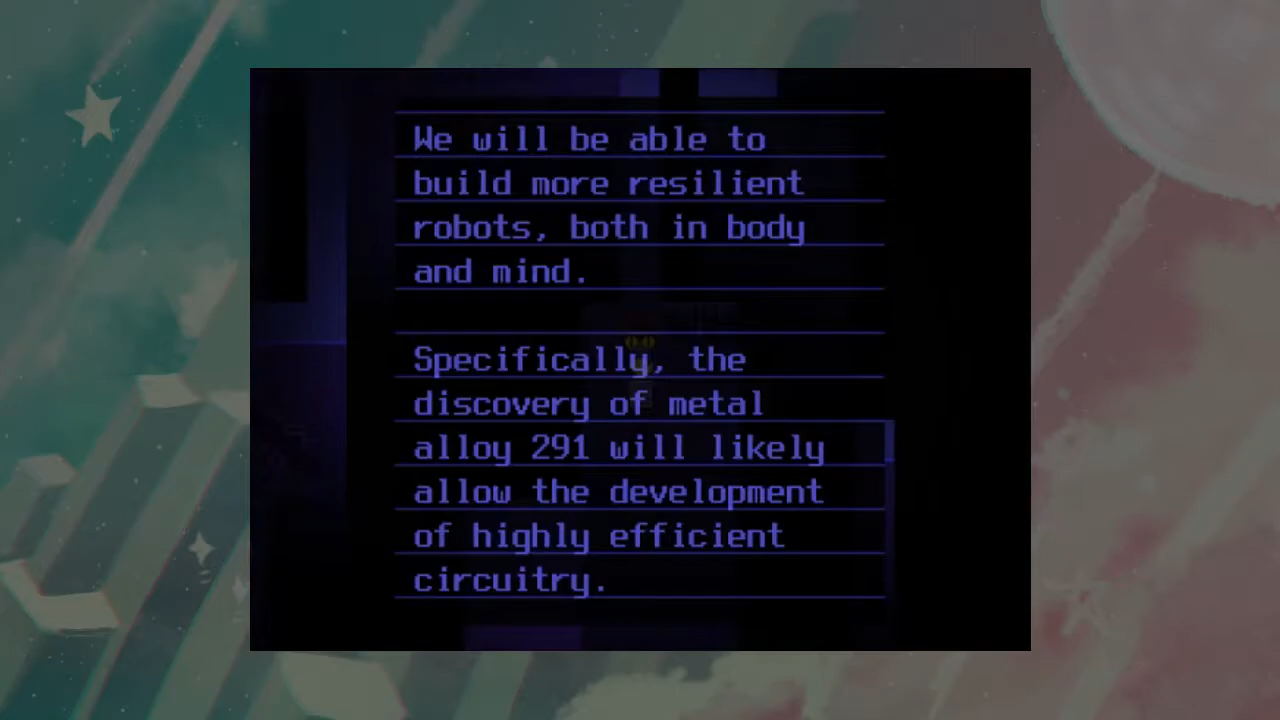 We will be able to
build more resilient
robots, both in body
and mind.
Specifically, the
discovery of metal
alloy 291 will likely
allow the development
of highly efficient
circuitry.